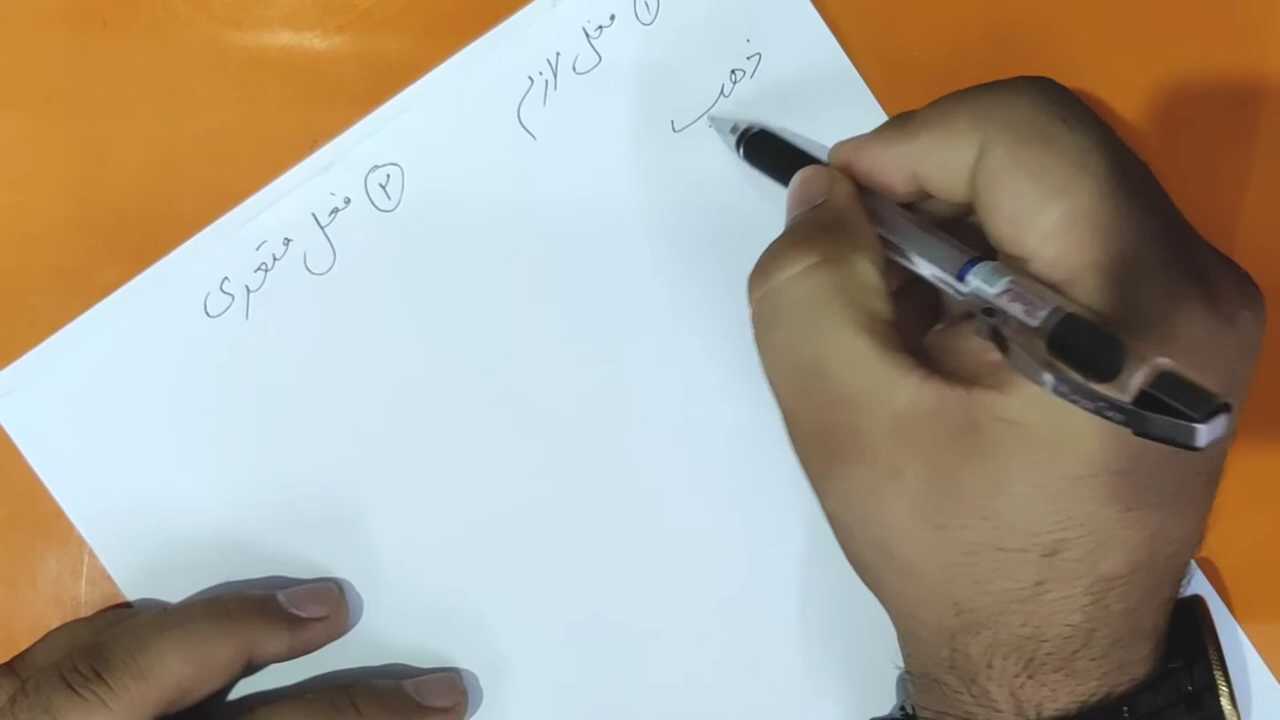 ① فعل لازم
ذهب
② فعل متعدی